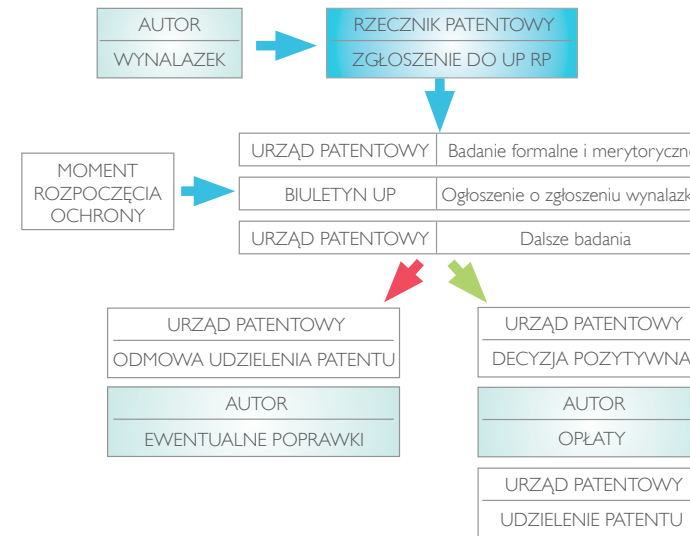 AUTOR
WYNALAZEK
RZECZNIK PATENTOWY
ZGŁOSZENIE DO UP RP
URZĄD PATENTOWY Badanie formalne i merytoryczne
MOMENT
ROZPOCZĘCIA
OCHRONY
BIULETYN UP Ogłoszenie o zgłoszeniu wynalazk
URZĄD PATENTOWY Dalsze badania
URZĄD PATENTOWY
ODMOWA UDZIELENIA PATENTU
AUTOR
EWENTUALNE POPRAWKI
URZĄD PATENTOWY
DECYZJA POZYTYWNA
AUTOR
OPŁATY
URZĄD PATENTOWY
UDZIELENIE PATENTU